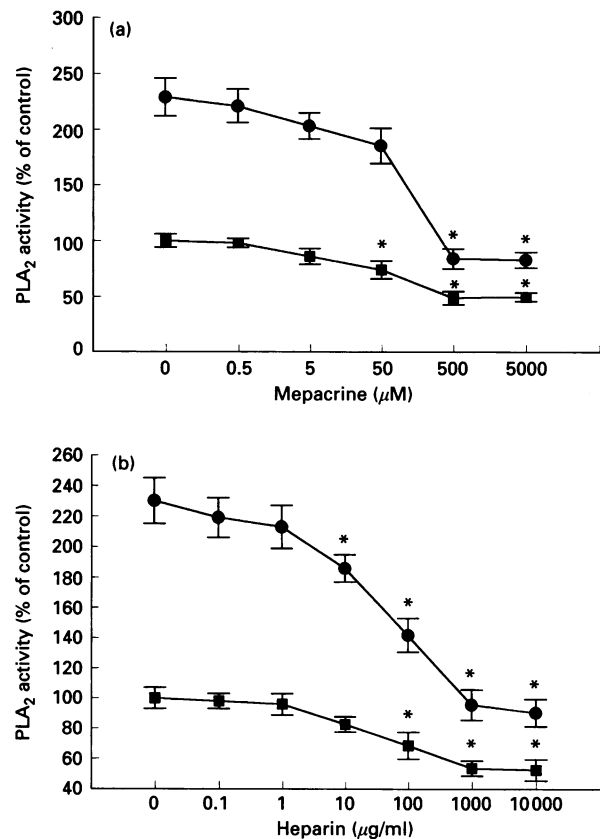 (a)
PLA2 activity (% of control)
300
250
200
150
100
50
0
* * *
* *
0 0.5 5 50 500 5000
Mepacrine (μM)
(b)
PLA2 activity (% of control)
260
240
220
200
180
160
140
120
100
80
60
40
* * * *
* * *
0 0.1 1 10 100 1000 10 000
Heparin (μg/ml)